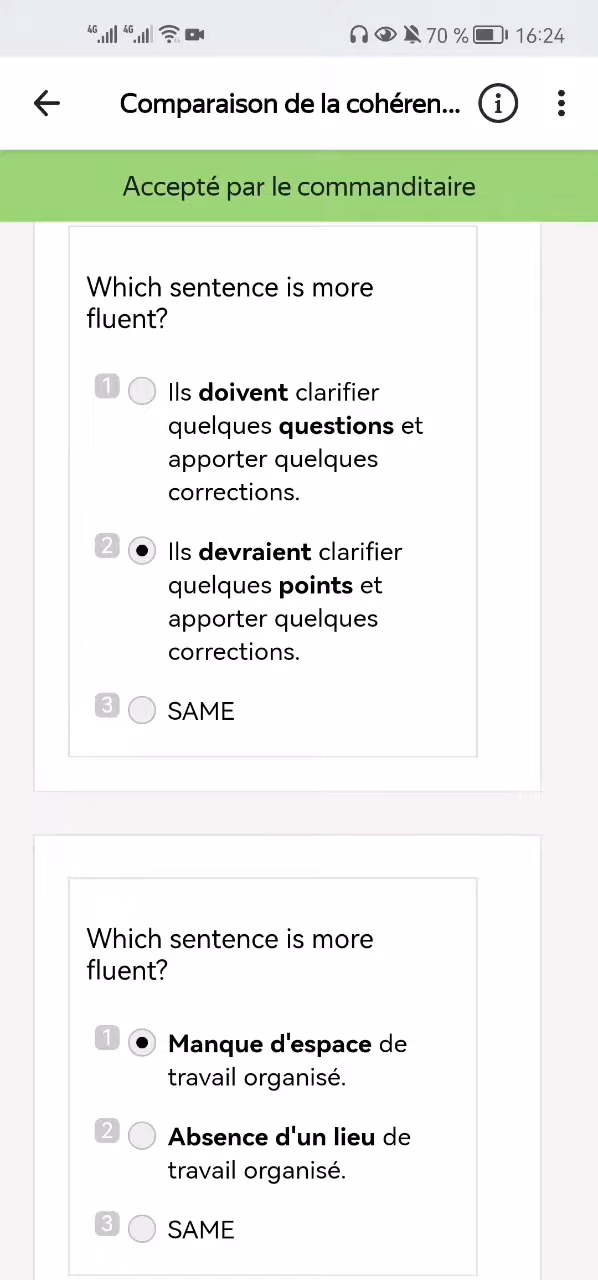 4G 4G 70 % 16:24
Comparaison de la cohéren... i
Accepté par le commanditaire
Which sentence is more
fluent?
1 Ils doivent clarifier
quelques questions et
apporter quelques
corrections.
2 Ils devraient clarifier
quelques points et
apporter quelques
corrections.
3 SAME
Which sentence is more
fluent?
1 Manque d'espace de
travail organisé.
2 Absence d'un lieu de
travail organisé.
3 SAME